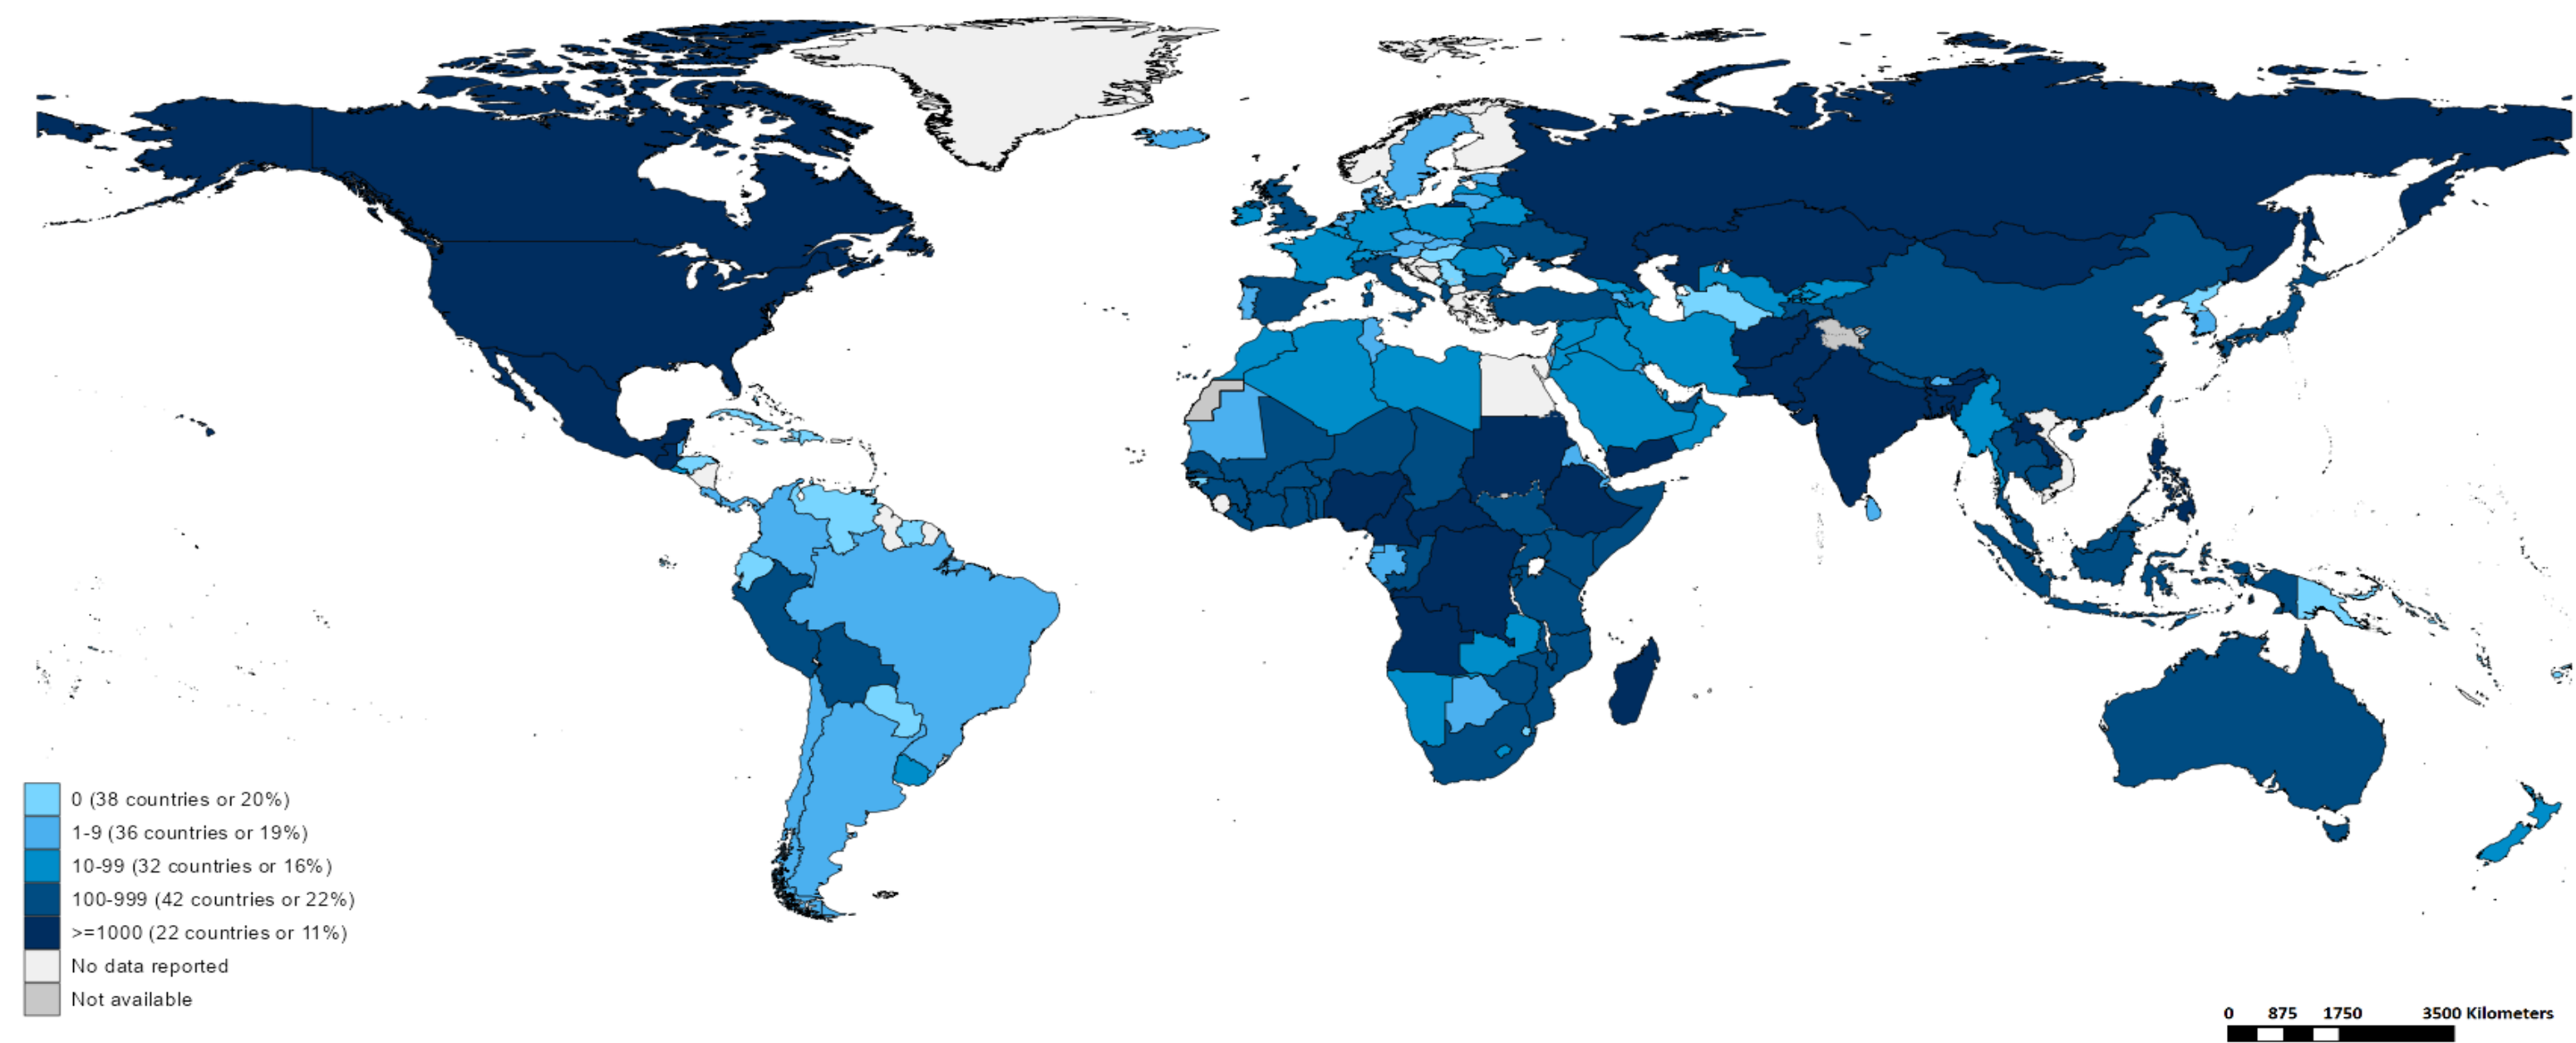 0 (38 countries or 20%)
1-9 (36 countries or 19%)
10-99 (32 countries or 16%)
100-999 (42 countries or 22%)
>=1000 (22 countries or 11%)
No data reported
Not available
0 875 1750 3500 Kilometers